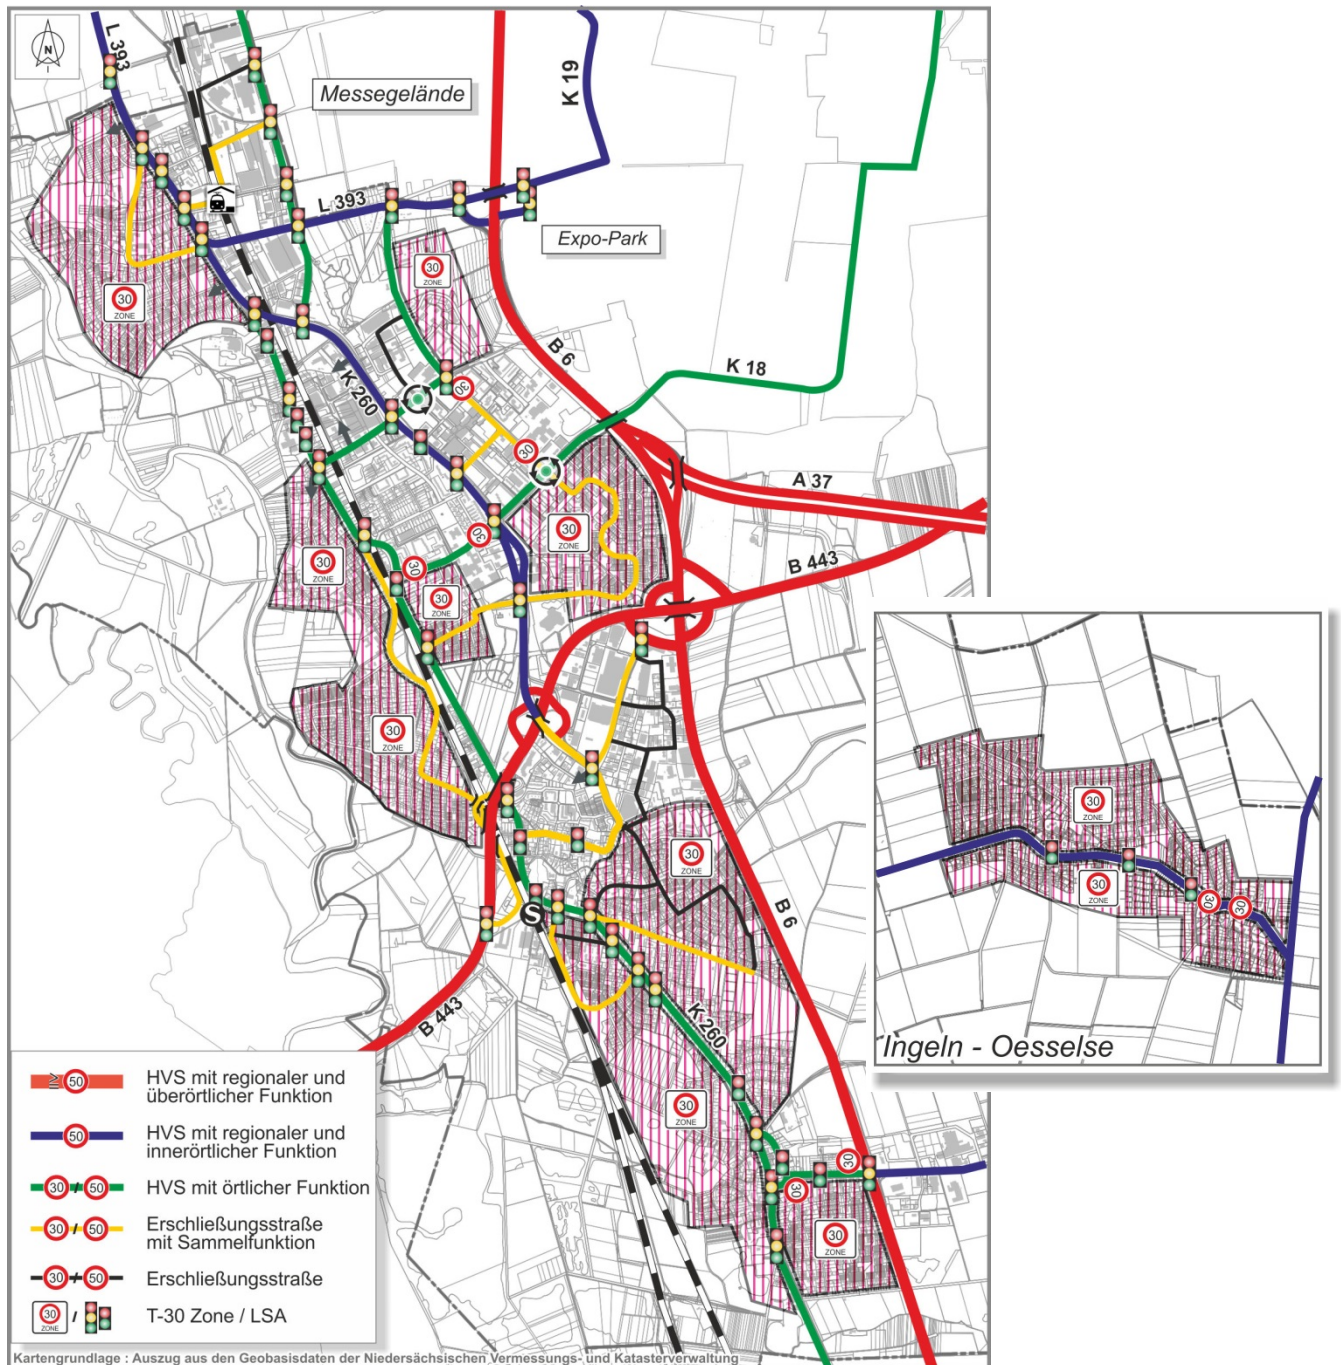 N
L 393
Messegelände
K 19
L 393
Expo-Park
30
ZONE
30
ZONE
B 6
K 18
K 260
30
30
A 37
30
ZONE
30
30
ZONE
30
30
ZONE
B 443
30
ZONE
30
ZONE
B 6
S
B 443
K 260
30
ZONE
30
30
30
ZONE
30
ZONE
30
ZONE
30
30
Ingeln - Oesselse
≥ 50 HVS mit regionaler und
überörtlicher Funktion
50 HVS mit regionaler und
innerörtlicher Funktion
30 / 50 HVS mit örtlicher Funktion
30 / 50 Erschließungsstraße
mit Sammelfunktion
30 / 50 Erschließungsstraße
30
ZONE
/ T-30 Zone / LSA
Kartengrundlage : Auszug aus den Geobasisdaten der Niedersächsischen Vermessungs- und Katasterverwaltung